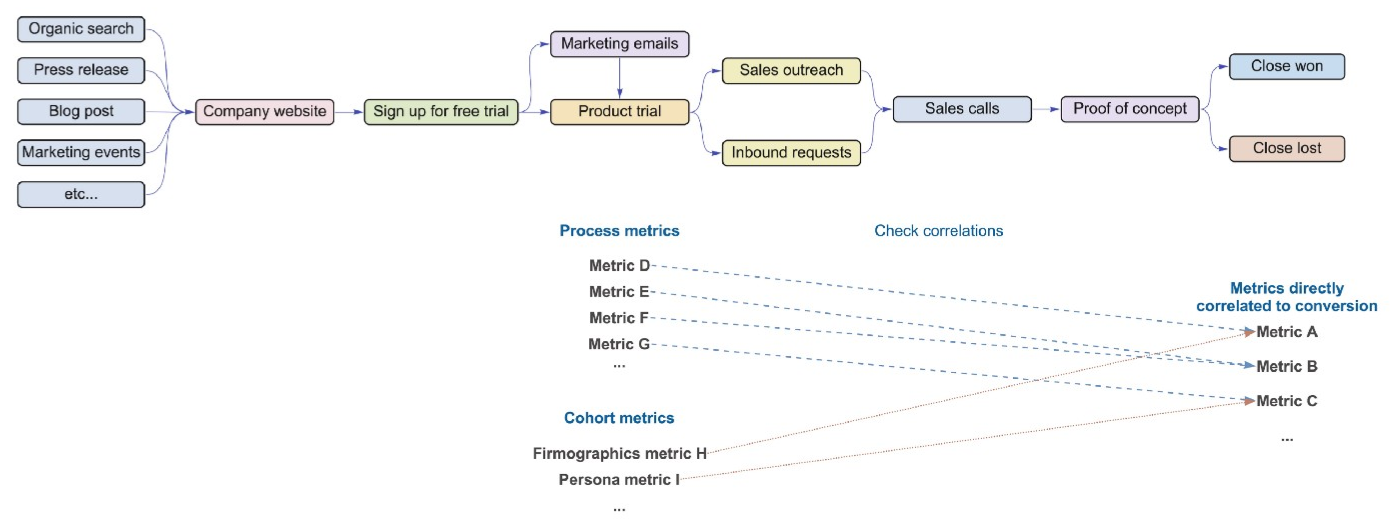 Organic search
Press release
Blog post
Marketing events
etc...
Company website
Sign up for free trial
Marketing emails
Product trial
Sales outreach
Inbound requests
Sales calls
Proof of concept
Close won
Close lost
Process metrics
Metric D
Metric E
Metric F
Metric G
...
Cohort metrics
Firmographics metric H
Persona metric I
...
Check correlations
Metrics directly
correlated to conversion
Metric A
Metric B
Metric C
...